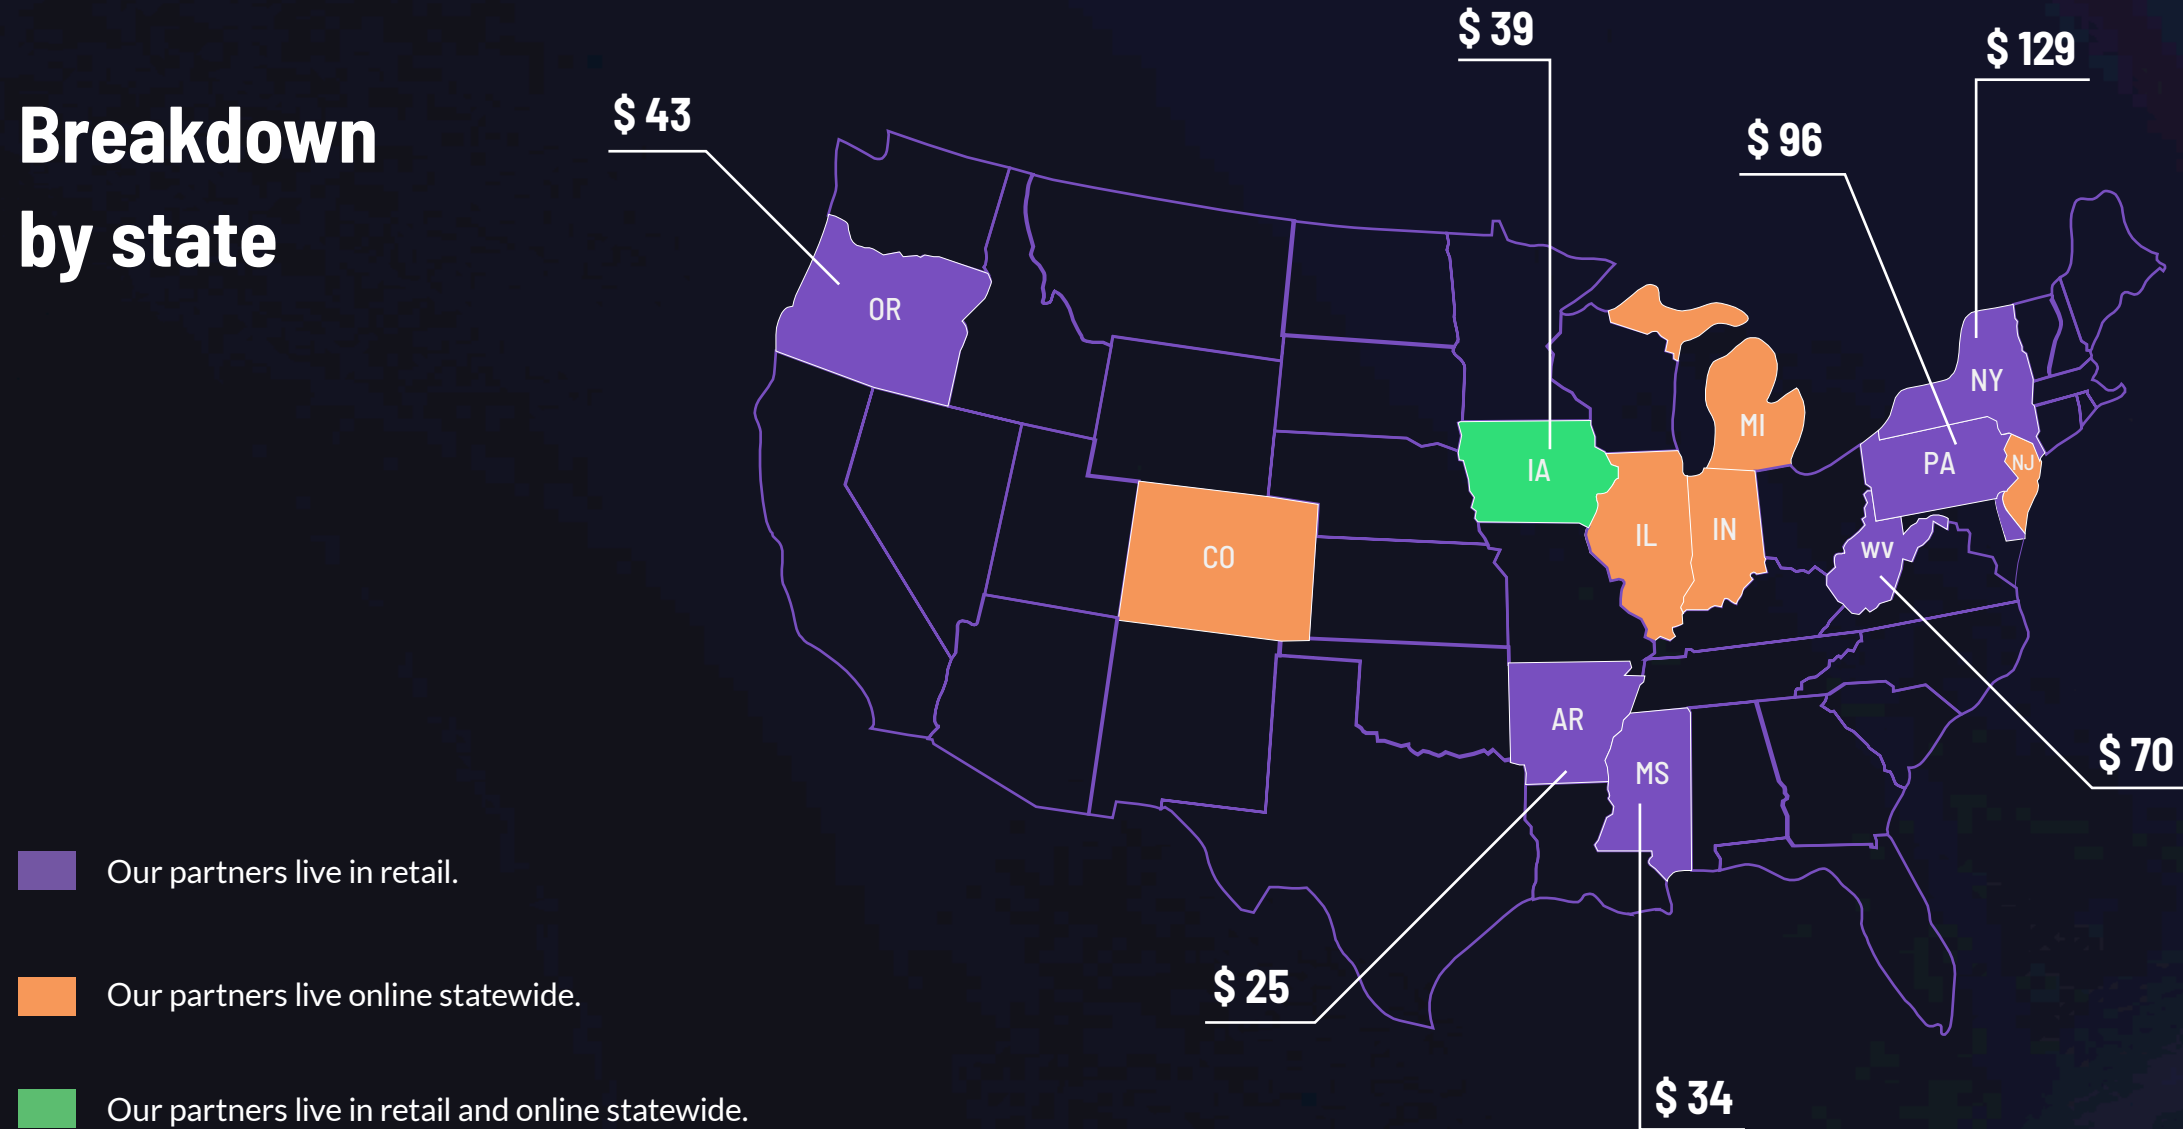 Breakdown
by state
$ 43
$ 39
$ 129
$ 96
OR
NY
MI
PA
NJ
IA
IL
IN
CO
WV
AR
MS
$ 70
$ 25
$ 34
Our partners live in retail.
Our partners live online statewide.
Our partners live in retail and online statewide.